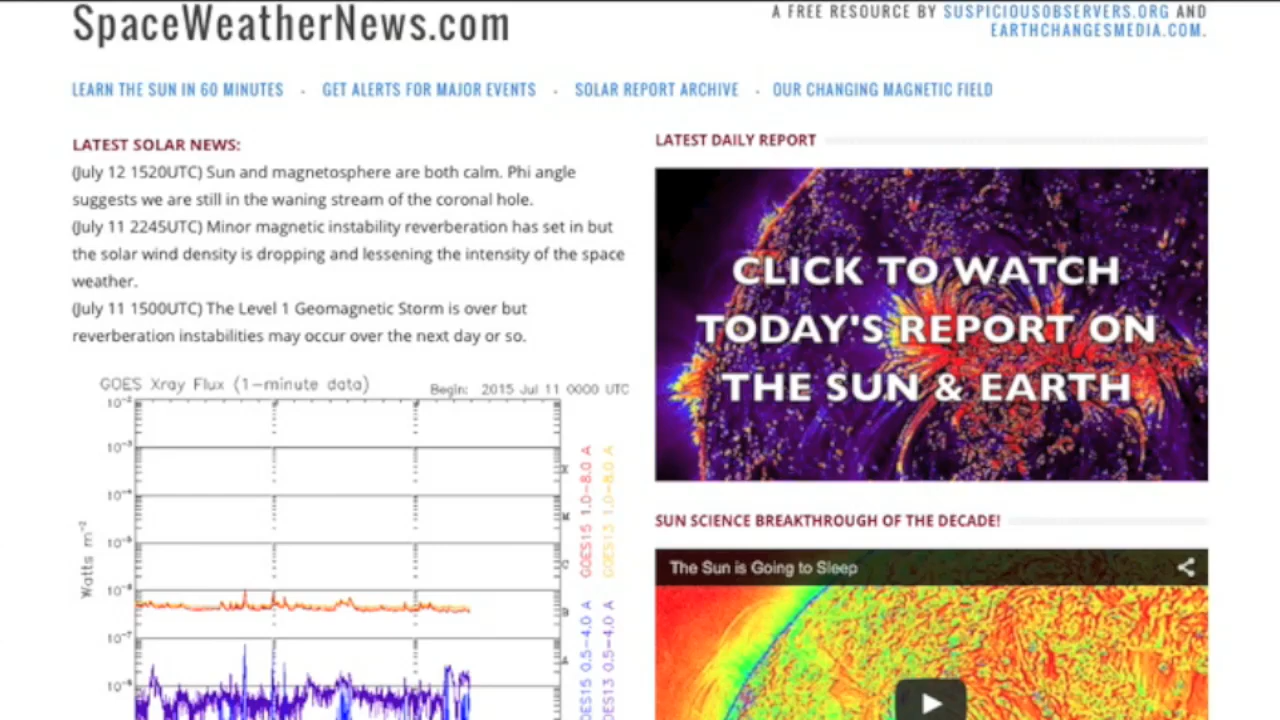 SpaceWeatherNews.com
A FREE RESOURCE BY SUSPICIOUSOBSERVERS.ORG AND
EARTHCHANGESMEDIA.COM.
LEARN THE SUN IN 60 MINUTES - GET ALERTS FOR MAJOR EVENTS - SOLAR REPORT ARCHIVE - OUR CHANGING MAGNETIC FIELD
LATEST SOLAR NEWS:
(July 12 1520UTC) Sun and magnetosphere are both calm. Phi angle
suggests we are still in the waning stream of the coronal hole.
(July 11 2245UTC) Minor magnetic instability reverberation has set in but
the solar wind density is dropping and lessening the intensity of the space
weather.
(July 11 1500UTC) The Level 1 Geomagnetic Storm is over but
reverberation instabilities may occur over the next day or so.
GOES Xray Flux (1-minute data)
Begin: 2015 Jul 11 0000 UTC
10-2
10-3
10-4
10-5
10-6
10-7
10-8
Watts m-2
X
M
C
B
A
GOES15 1.0-8.0 A
GOES13 1.0-8.0 A
OES15 0.5-4.0 A
OES13 0.5-4.0 A
LATEST DAILY REPORT
CLICK TO WATCH
TODAY'S REPORT ON
THE SUN & EARTH
SUN SCIENCE BREAKTHROUGH OF THE DECADE!
The Sun is Going to Sleep